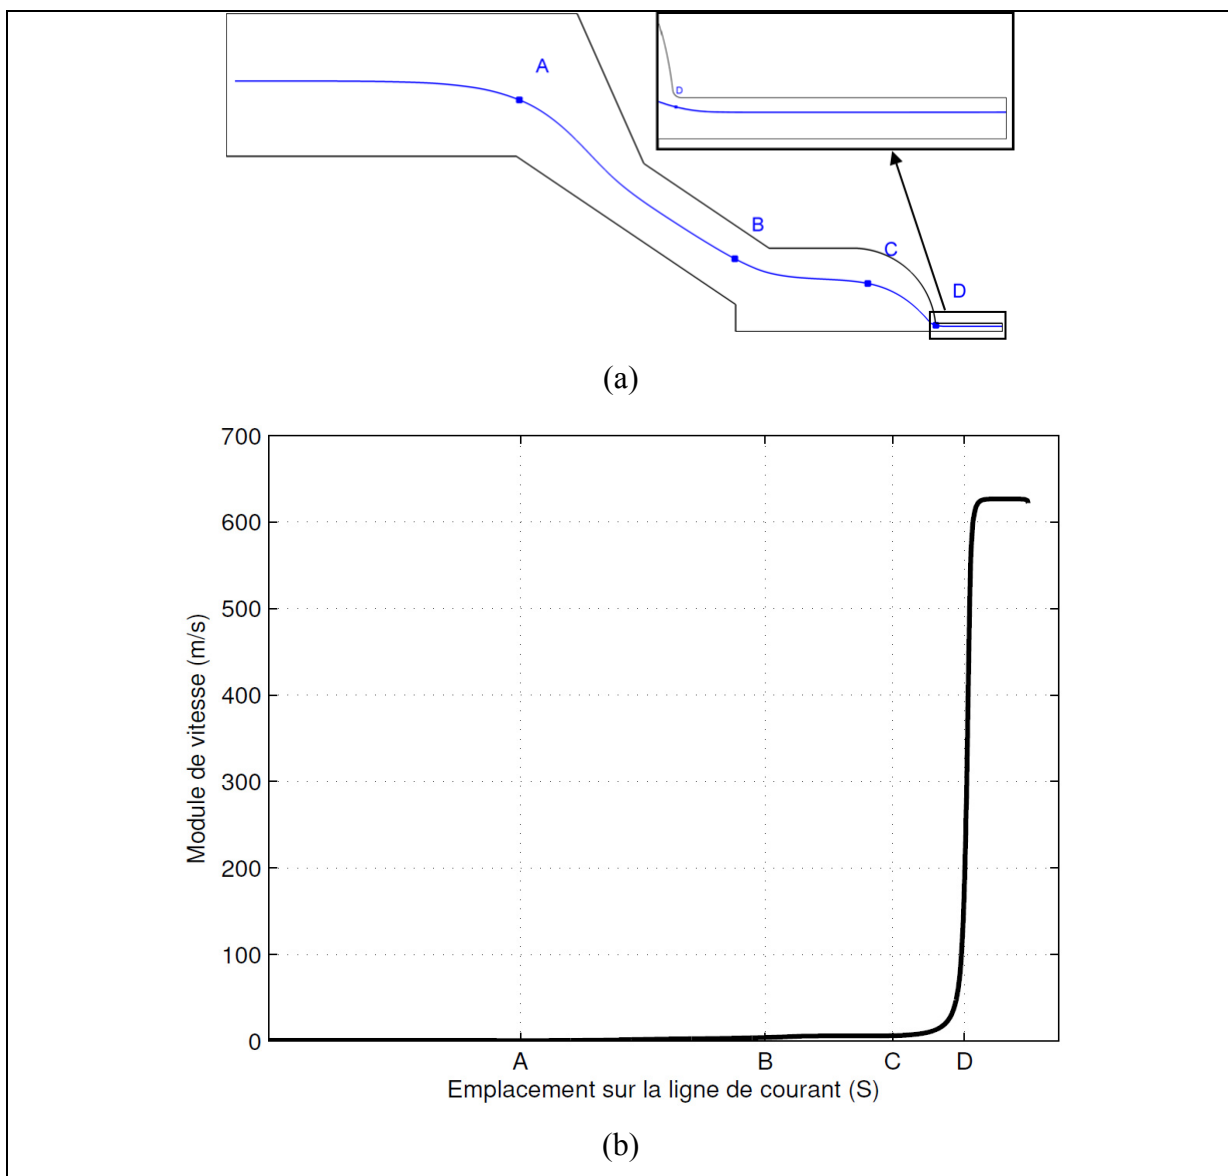 A
D
B
C
D
(a)
700
600
500
400
300
200
100
0
Module de vitesse (m/s)
A B C D
Emplacement sur la ligne de courant (S)
(b)